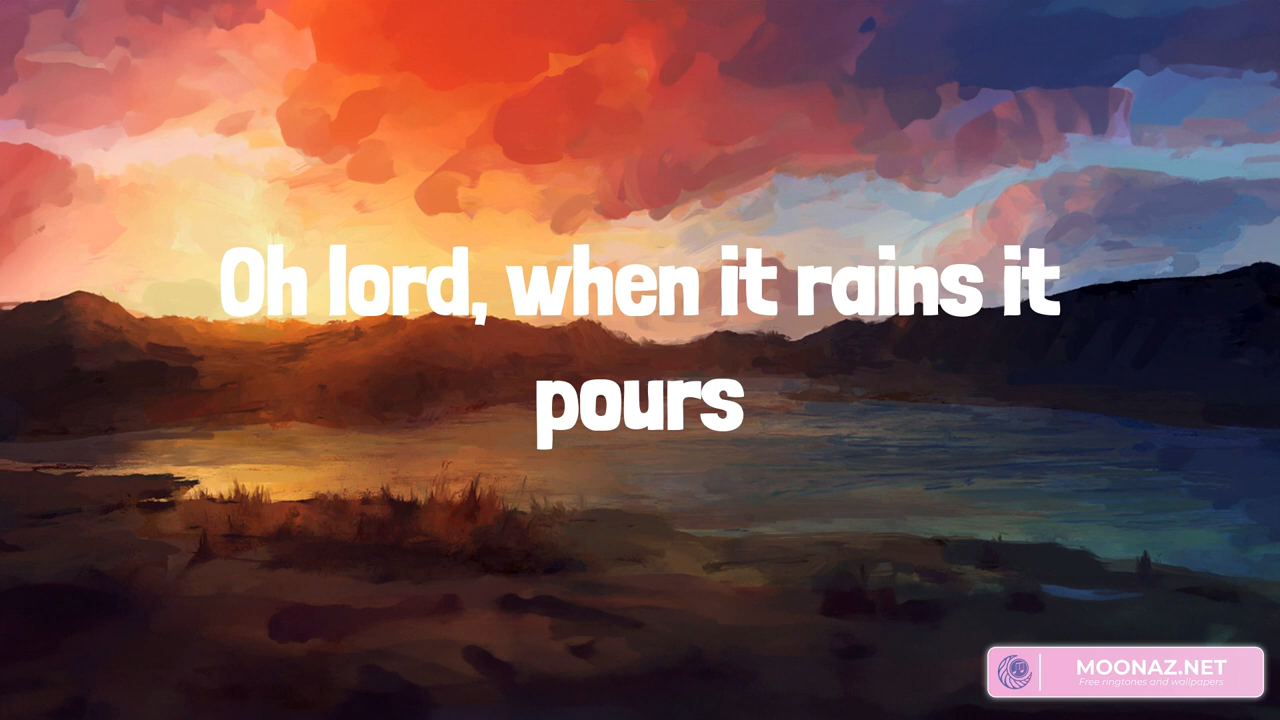 Oh lord, when it rains it
pours
MOONAZ.NET
Free ringtones and wallpapers